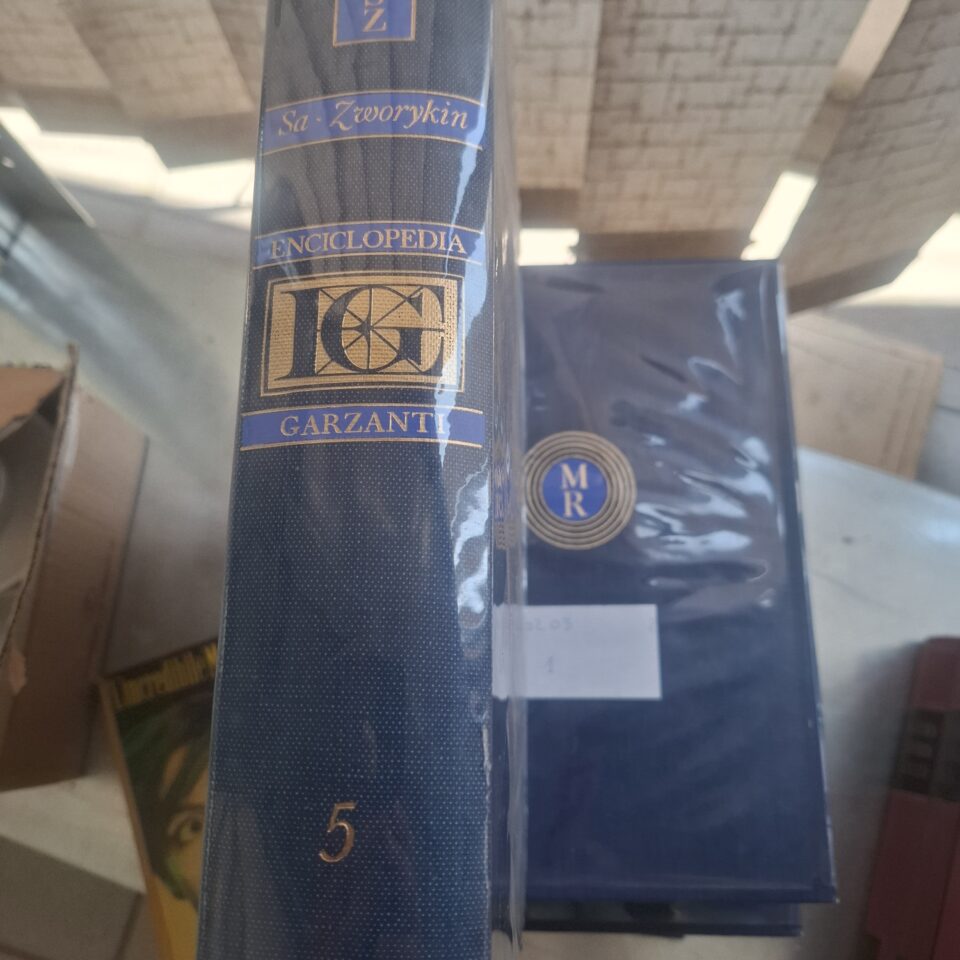 S
Z
Sa · Zworykin
ENCICLOPEDIA
EG
GARZANTI
5
M
R
1